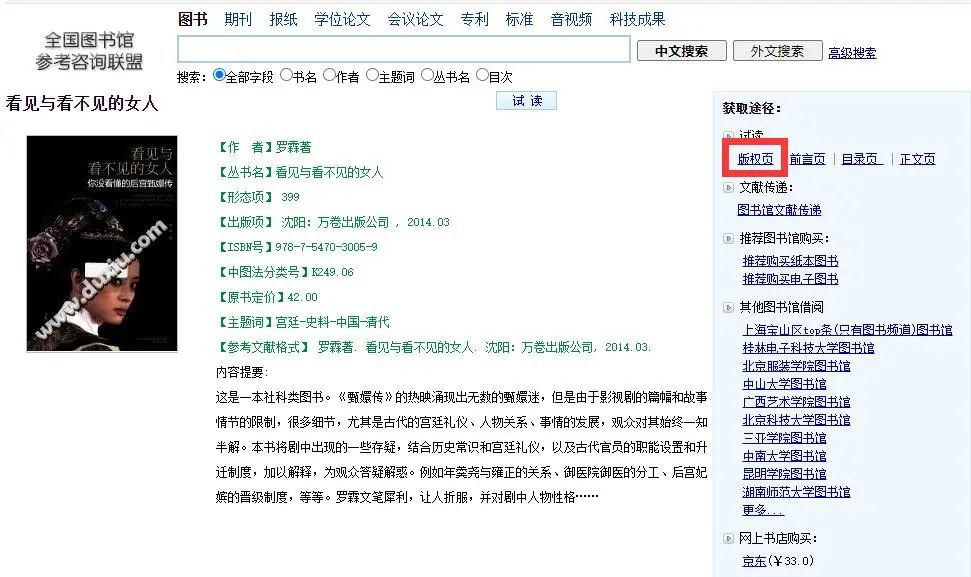 图书 期刊 报纸 学位论文 会议论文 专利 标准 音视频 科技成果
全国图书馆
参考咨询联盟
中文搜索 外文搜索 高级搜索
搜索: 全部字段 书名 作者 主题词 丛书名 目次
看见与看不见的女人
试 读
看见与
看不见的女人
你没看懂的后宫甄嬛传
www.duxiu.com
【作 者】罗霖著
【丛书名】看见与看不见的女人
【形态项】 399
【出版项】 沈阳：万卷出版公司 ，2014.03
【ISBN号】978-7-5470-3005-9
【中图法分类号】K249.06
【原书定价】42.00
【主题词】宫廷-史料-中国-清代
【参考文献格式】 罗霖著. 看见与看不见的女人. 沈阳：万卷出版公司, 2014.03.
内容提要:
这是一本社科类图书。《甄嬛传》的热映涌现出无数的甄嬛迷，但是由于影视剧的篇幅和故事
情节的限制，很多细节，尤其是古代的宫廷礼仪、人物关系、事情的发展，观众对其始终一知
半解。本书将剧中出现的一些存疑，结合历史常识和宫廷礼仪，以及古代官员的职能设置和升
迁制度，加以解释，为观众答疑解惑。例如年羹尧与雍正的关系、御医院御医的分工、后宫妃
嫔的晋级制度，等等。罗霖文笔犀利，让人折服，并对剧中人物性格……
获取途径：
试读
版权页 前言页 | 目录页 | 正文页
文献传递：
图书馆文献传递
推荐图书馆购买：
推荐购买纸本图书
推荐购买电子图书
其他图书馆借阅
上海宝山区top条(只有图书频道)图书馆
桂林电子科技大学图书馆
北京服装学院图书馆
中山大学图书馆
广西艺术学院图书馆
北京科技大学图书馆
三亚学院图书馆
中南大学图书馆
昆明学院图书馆
湖南师范大学图书馆
更多...
网上书店购买：
京东(￥33.0)